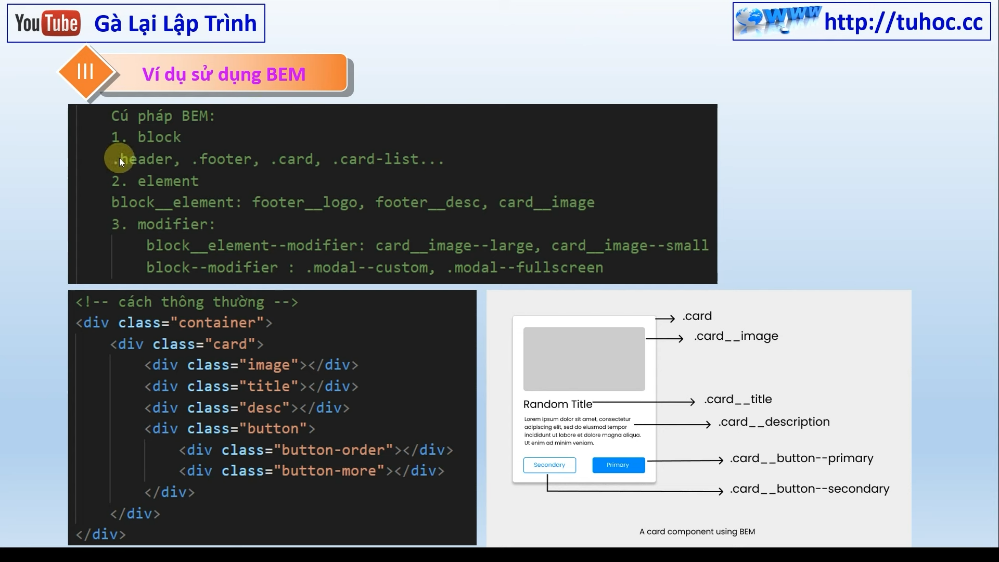 YouTube Gà Lại Lập Trình
www http://tuhoc.cc
III
Ví dụ sử dụng BEM
Cú pháp BEM:
1. block
.header, .footer, .card, .card-list...
2. element
block__element: footer__logo, footer__desc, card__image
3. modifier:
block__element--modifier: card__image--large, card__image--small
block--modifier : .modal--custom, .modal--fullscreen
<!-- cách thông thường -->
<div class="container">
<div class="card">
<div class="image"></div>
<div class="title"></div>
<div class="desc"></div>
<div class="button">
<div class="button-order"></div>
<div class="button-more"></div>
</div>
</div>
</div>
.card
.card__image
Random Title
.card__title
Lorem ipsum dolor sit amet, consectetur
adipiscing elit, sed do eiusmod tempor
incididunt ut labore et dolore magna aliqua.
Ut enim ad minim veniam.
.card__description
Secondary
Primary
.card__button--primary
.card__button--secondary
A card component using BEM